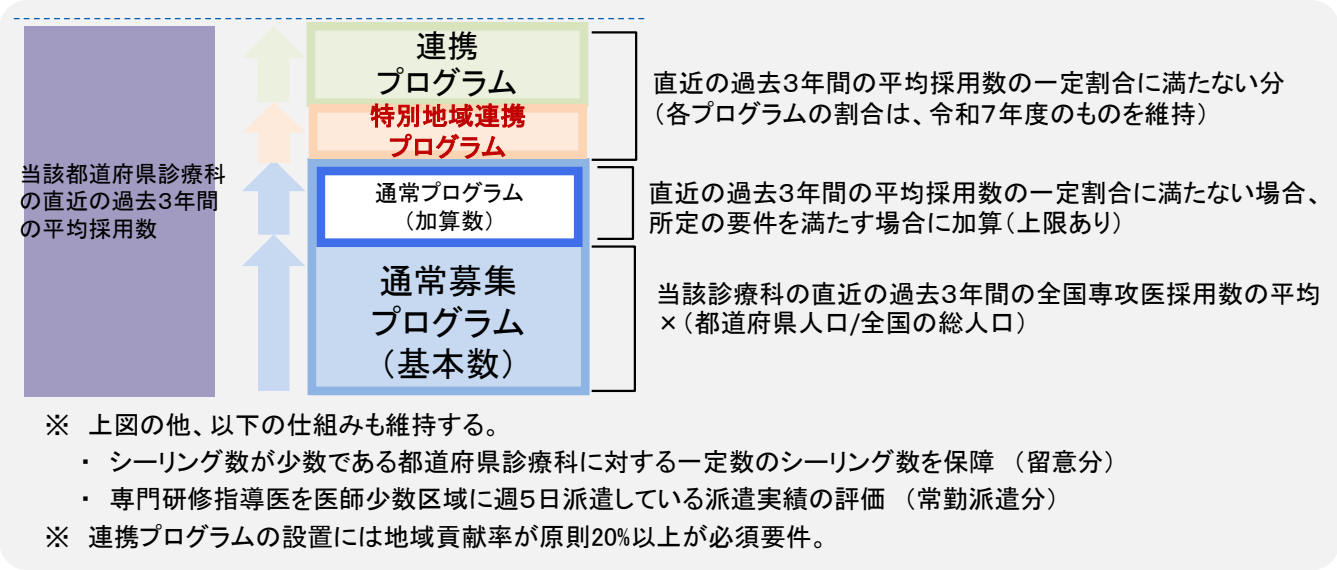 当該都道府県診療科
の直近の過去3年間
の平均採用数
連携
プログラム
特別地域連携
プログラム
通常プログラム
（加算数）
通常募集
プログラム
（基本数）
直近の過去３年間の平均採用数の一定割合に満たない分
（各プログラムの割合は、令和７年度のものを維持）
直近の過去３年間の平均採用数の一定割合に満たない場合、
所定の要件を満たす場合に加算（上限あり）
当該診療科の直近の過去３年間の全国専攻医採用数の平均
×（都道府県人口/全国の総人口）
※　上図の他、以下の仕組みも維持する。
・　シーリング数が少数である都道府県診療科に対する一定数のシーリング数を保障　（留意分）
・　専門研修指導医を医師少数区域に週５日派遣している派遣実績の評価　（常勤派遣分）
※　連携プログラムの設置には地域貢献率が原則20%以上が必須要件。